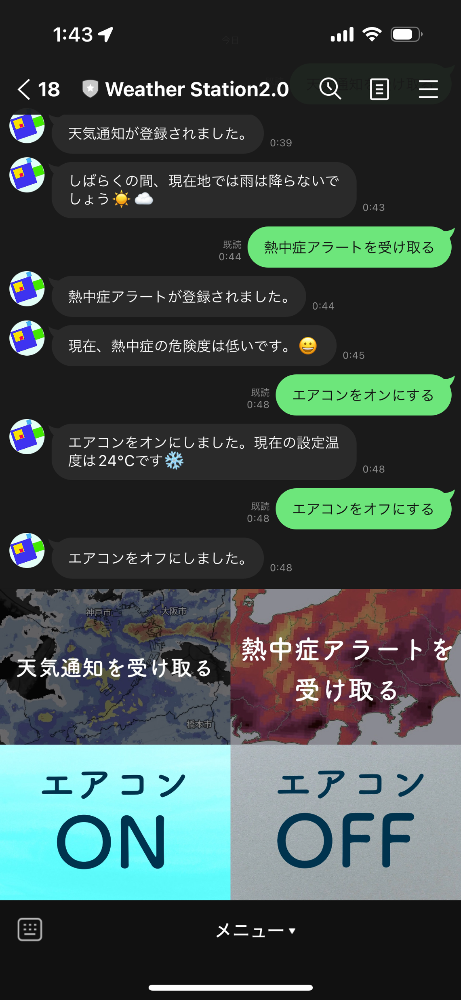 1:43
今日
天気通知を受け取る
18 Weather Station2.0
天気通知が登録されました。
0:39
しばらくの間、現在地では雨は降らないで
しょう☀️☁️
0:43
熱中症アラートを受け取る
既読
0:44
熱中症アラートが登録されました。
0:44
現在、熱中症の危険度は低いです。😀
0:45
エアコンをオンにする
既読
0:48
エアコンをオンにしました。現在の設定温
度は24°Cです❄️
0:48
エアコンをオフにする
既読
0:48
エアコンをオフにしました。
0:48
神戸市
大阪市
天気通知を受け取る
橋本市
熱中症アラートを
受け取る
エアコン
ON
エアコン
OFF
メニュー▼